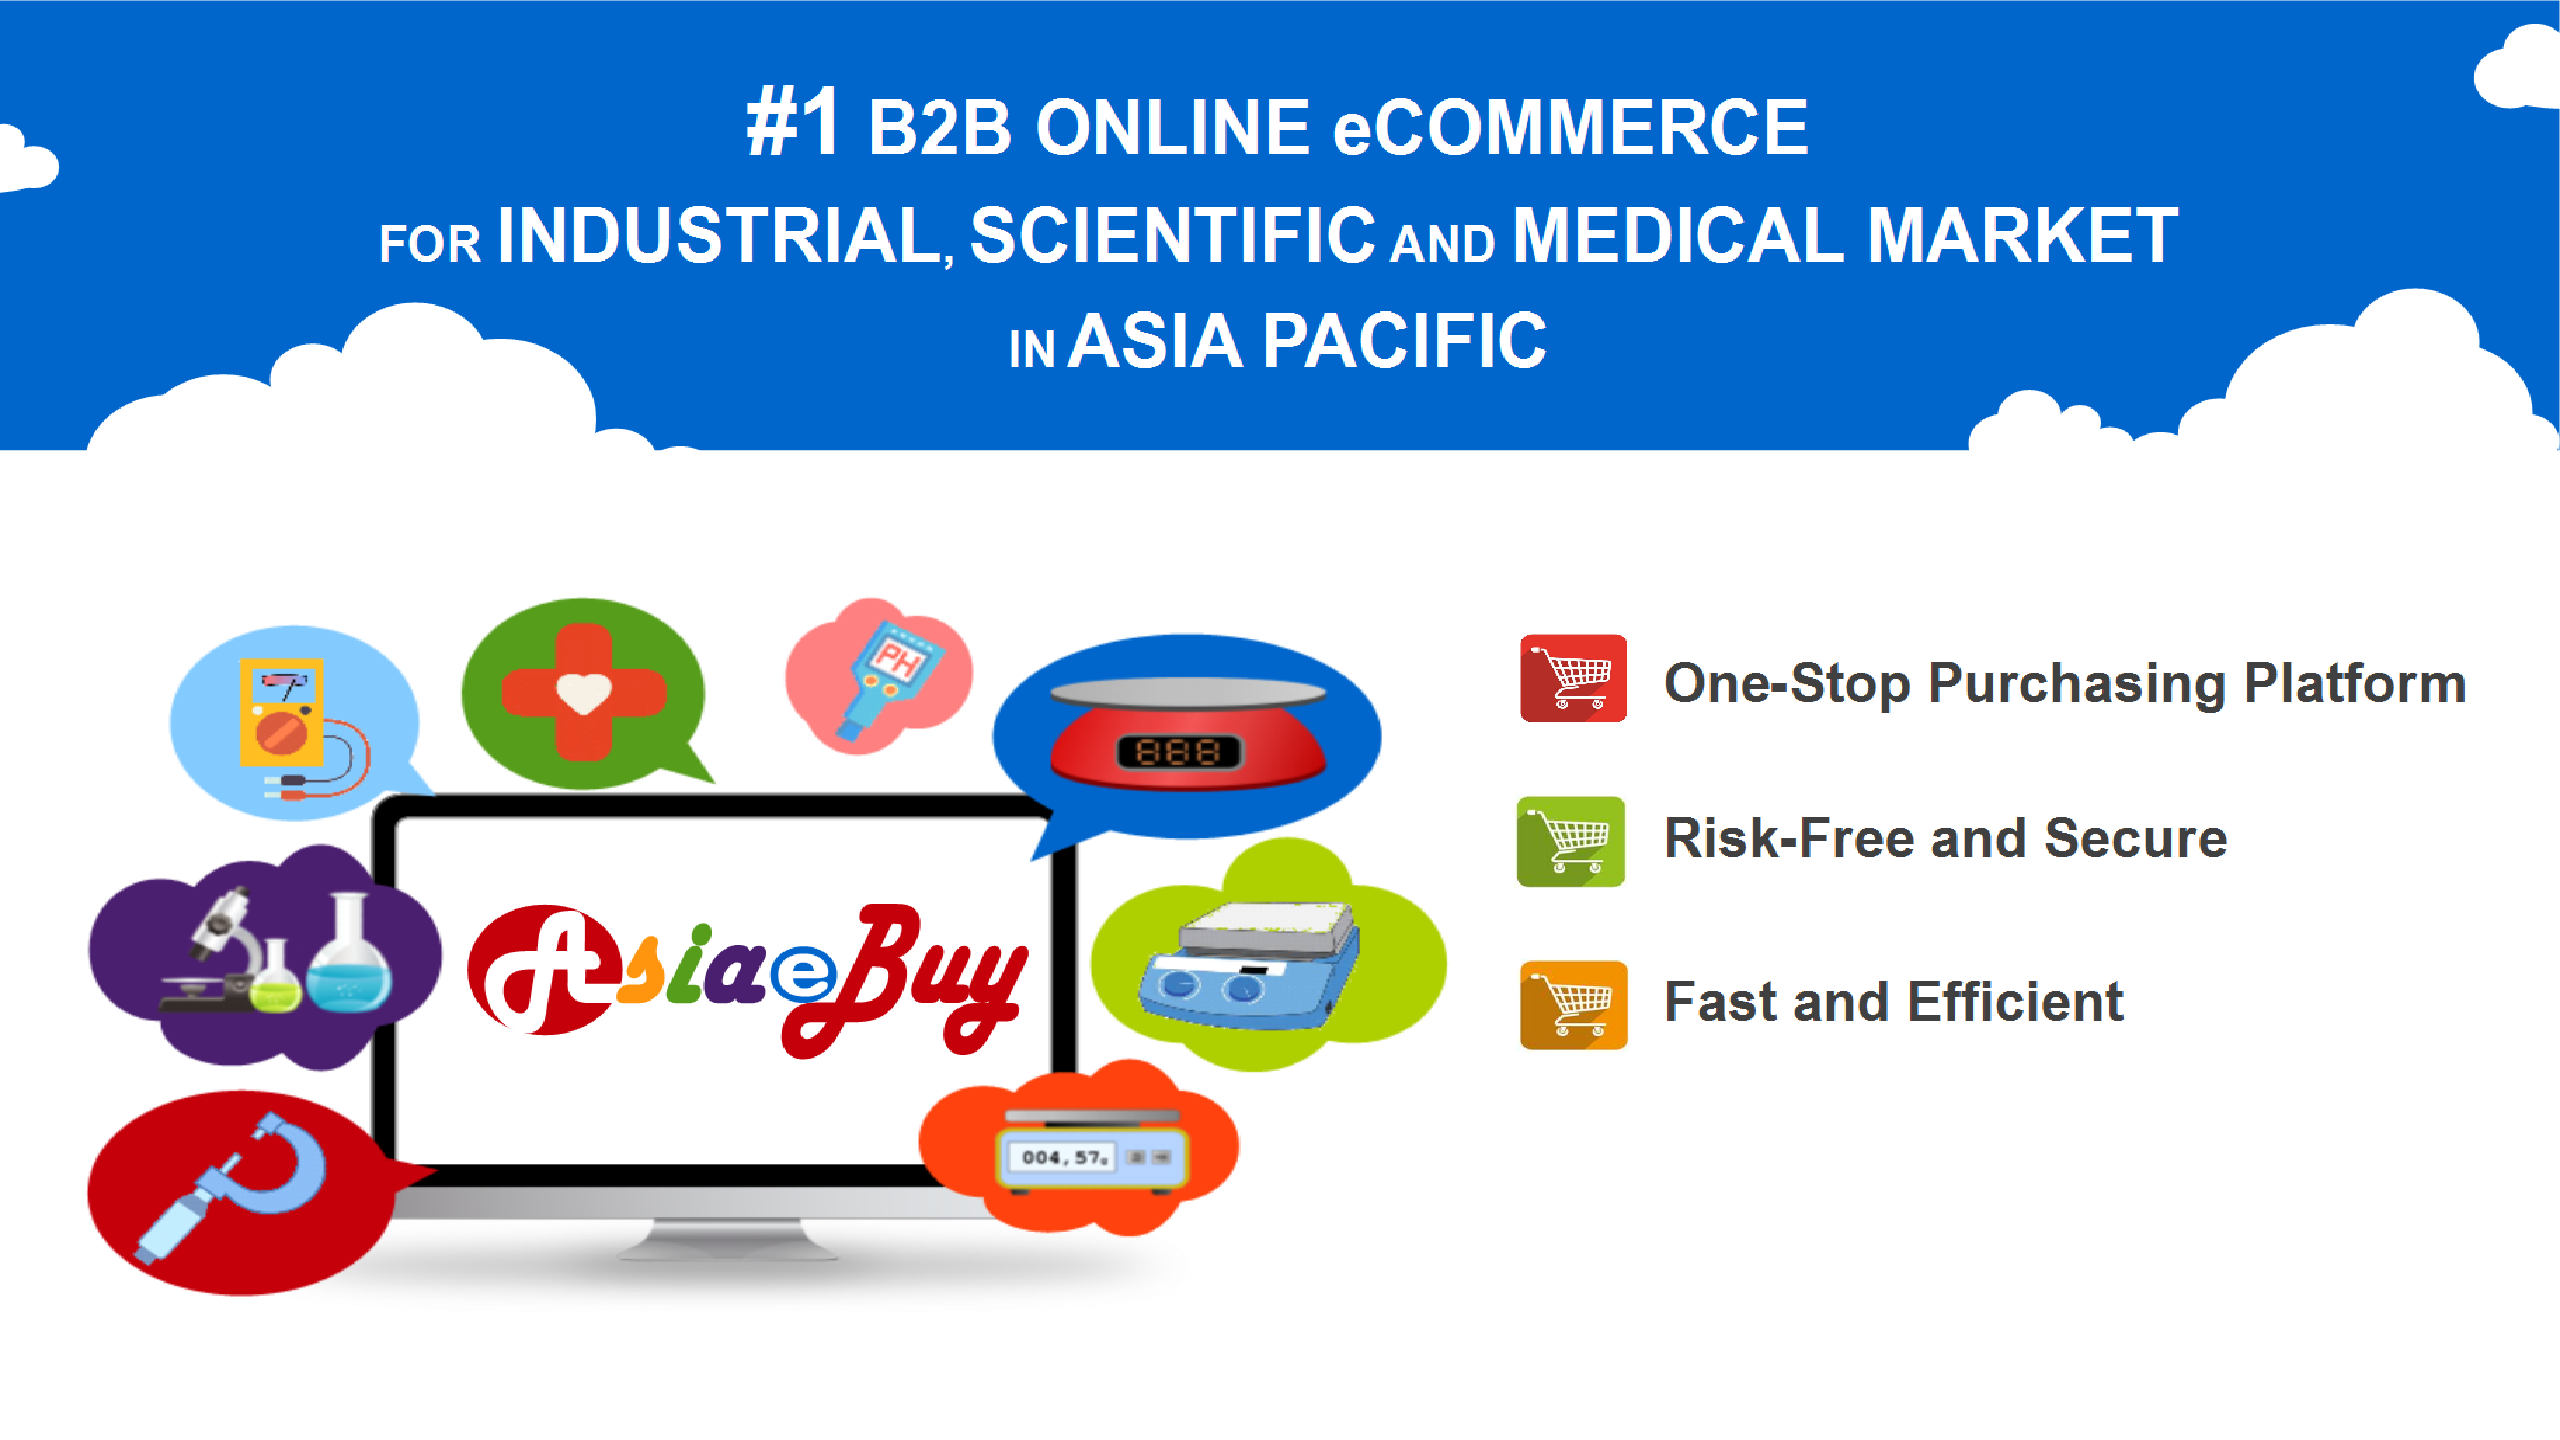 #1 B2B ONLINE eCOMMERCE
FOR INDUSTRIAL, SCIENTIFIC AND MEDICAL MARKET
IN ASIA PACIFIC
PH
888
AsiaeBuy
004,57g
One-Stop Purchasing Platform
Risk-Free and Secure
Fast and Efficient